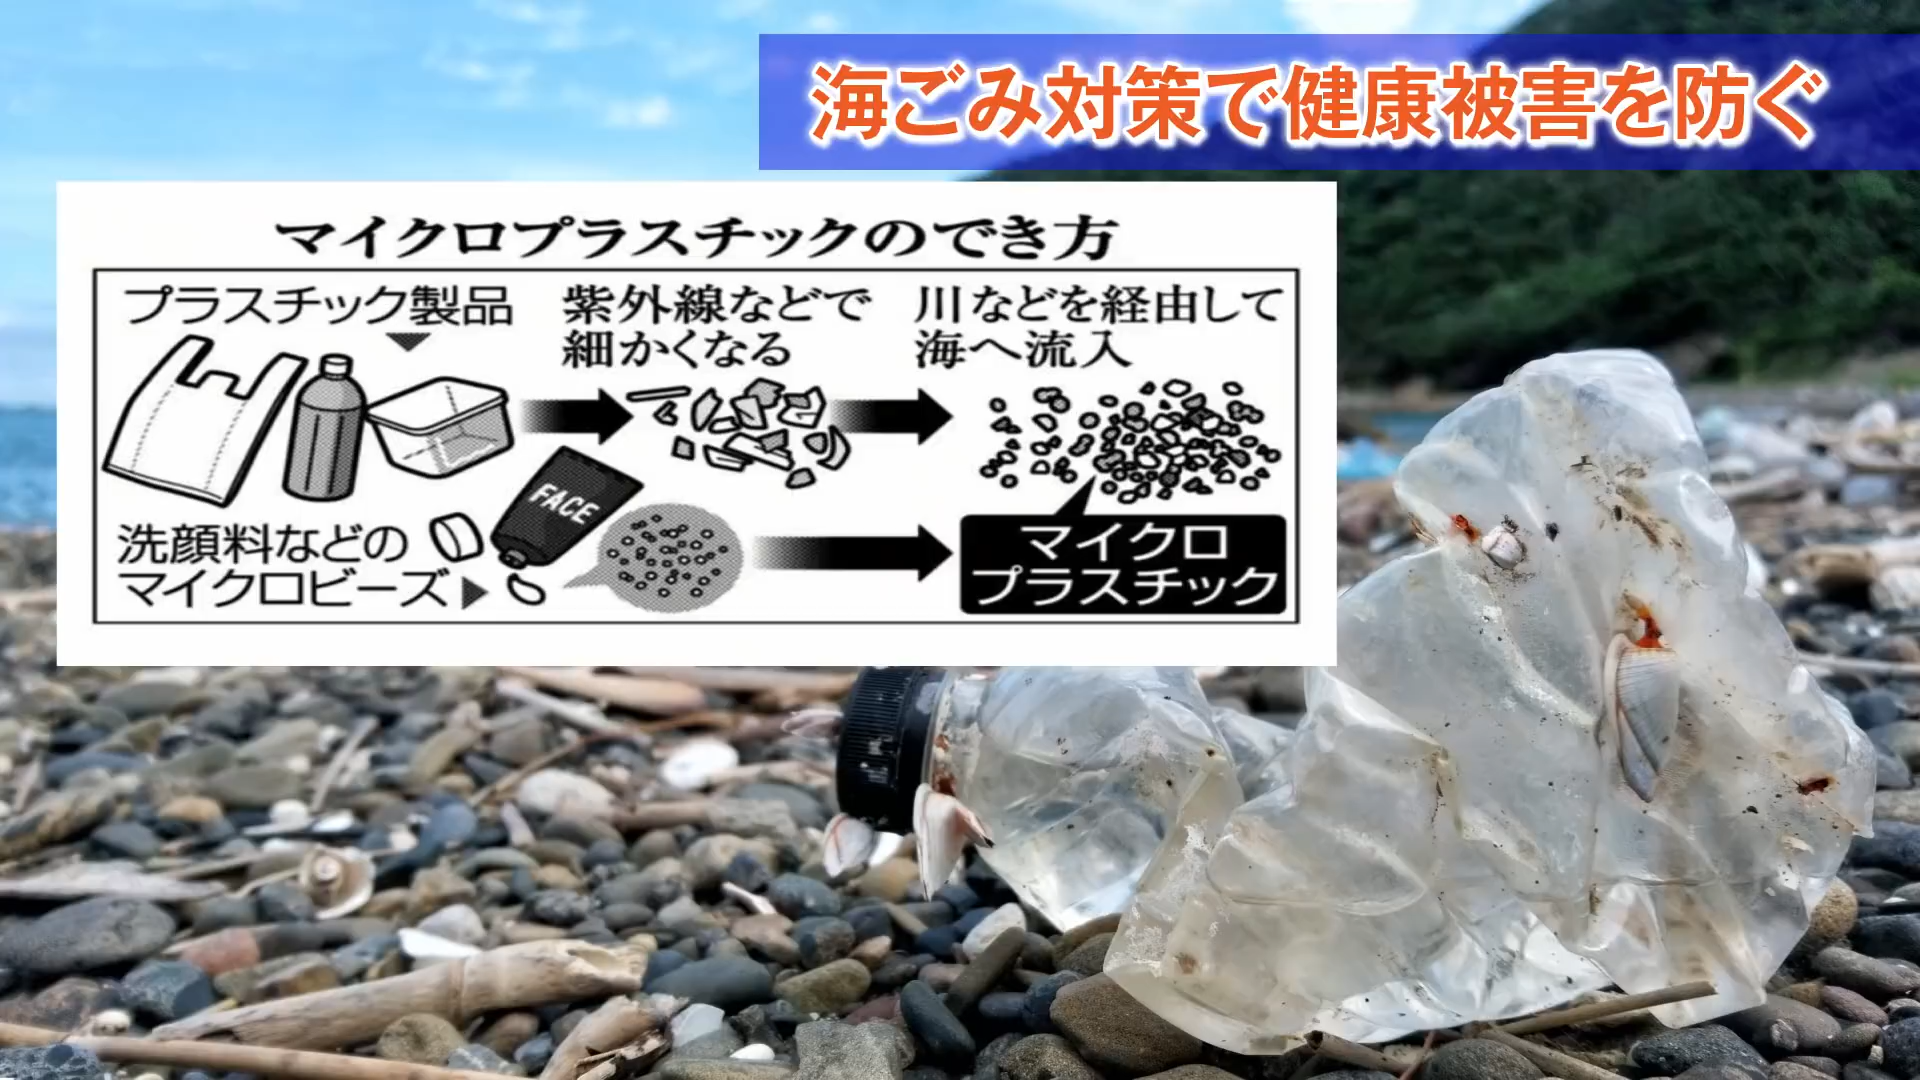 海ごみ対策で健康被害を防ぐ
マイクロプラスチックのでき方
プラスチック製品
紫外線などで
細かくなる
川などを経由して
海へ流入
FACE
洗顔料などの
マイクロビーズ
マイクロ
プラスチック